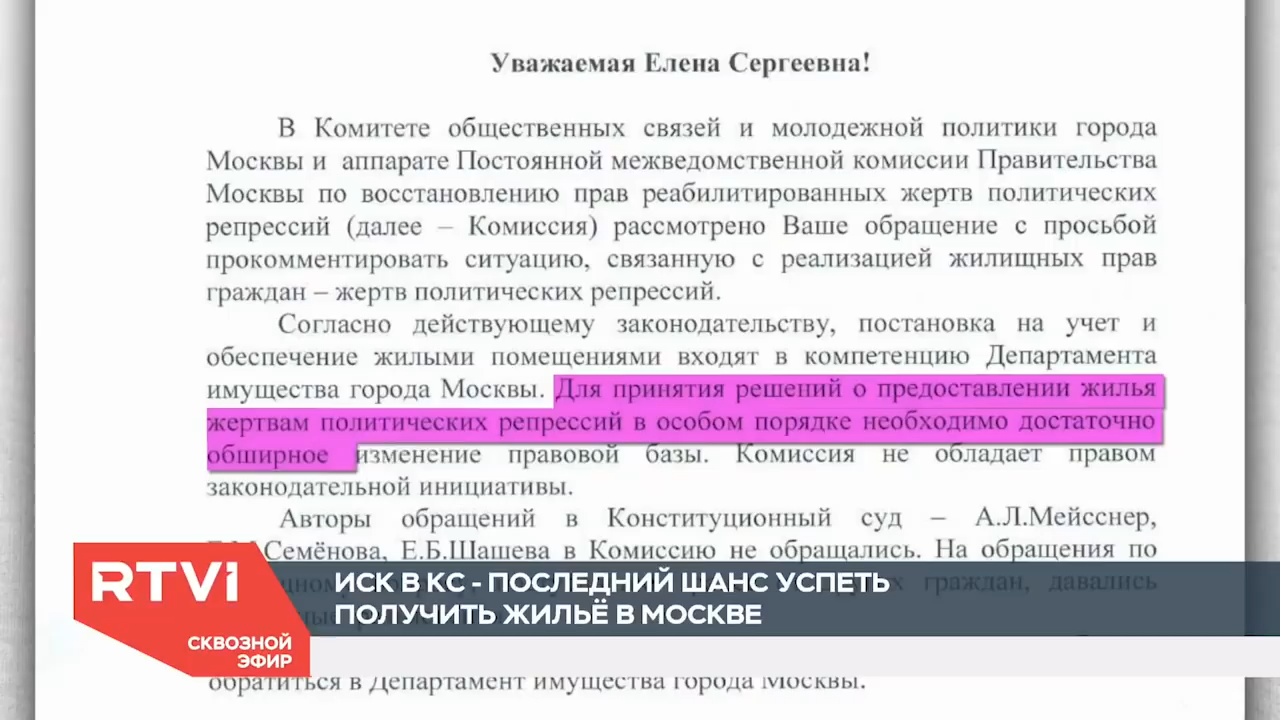 Уважаемая Елена Сергеевна!
В Комитете общественных связей и молодежной политики города
Москвы и аппарате Постоянной межведомственной комиссии Правительства
Москвы по восстановлению прав реабилитированных жертв политических
репрессий (далее – Комиссия) рассмотрено Ваше обращение с просьбой
прокомментировать ситуацию, связанную с реализацией жилищных прав
граждан – жертв политических репрессий.
Согласно действующему законодательству, постановка на учет и
обеспечение жилыми помещениями входят в компетенцию Департамента
имущества города Москвы. Для принятия решений о предоставлении жилья
жертвам политических репрессий в особом порядке необходимо достаточно
обширное изменение правовой базы. Комиссия не обладает правом
законодательной инициативы.
Авторы обращений в Конституционный суд – А.Л.Мейсснер,
Семёнова, Е.Б.Шашева в Комиссию не обращались. На обращения по
граждан, давались
RTVi
СКВОЗНОЙ
ЭФИР
ИСК В КС - ПОСЛЕДНИЙ ШАНС УСПЕТЬ
ПОЛУЧИТЬ ЖИЛЬЁ В МОСКВЕ
обратиться в Департамент имущества города Москвы.